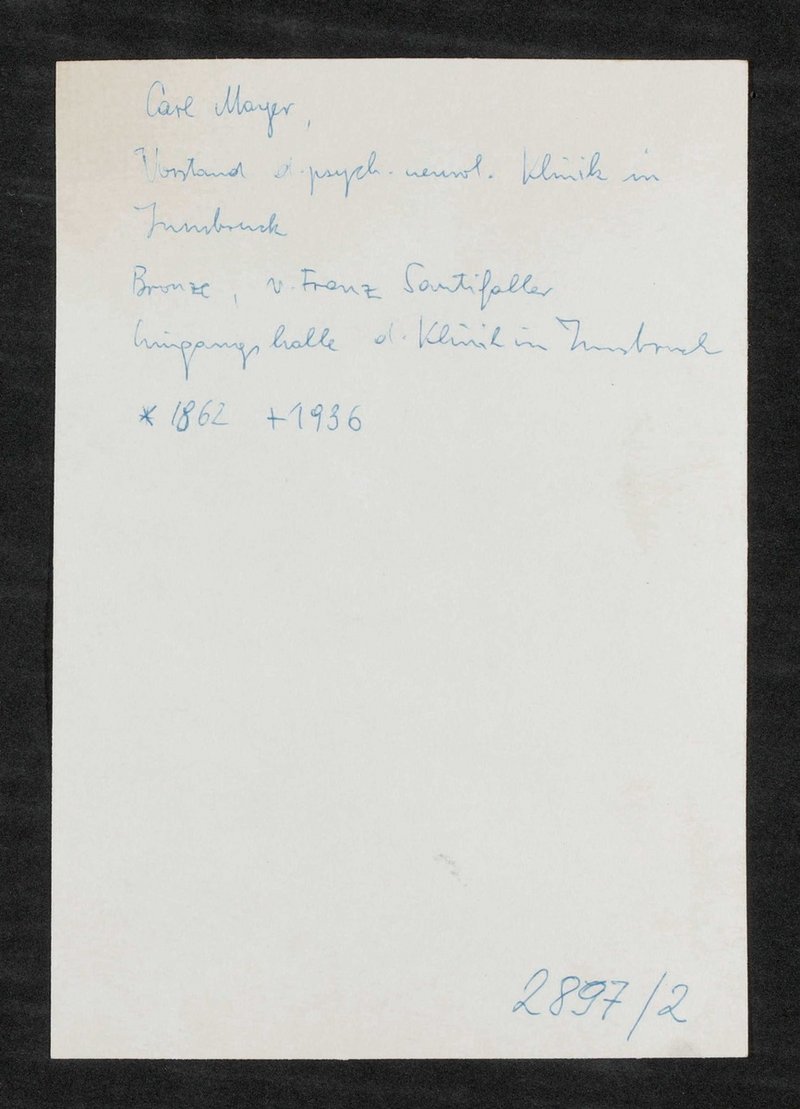 Carl Mayer,
Vorstand d. psych. neurol. Klinik in
Innsbruck
Bronze, v. Franz Santifaller
Eingangshalle d. Klinik in Innsbruck
* 1862 +1936
2897/2